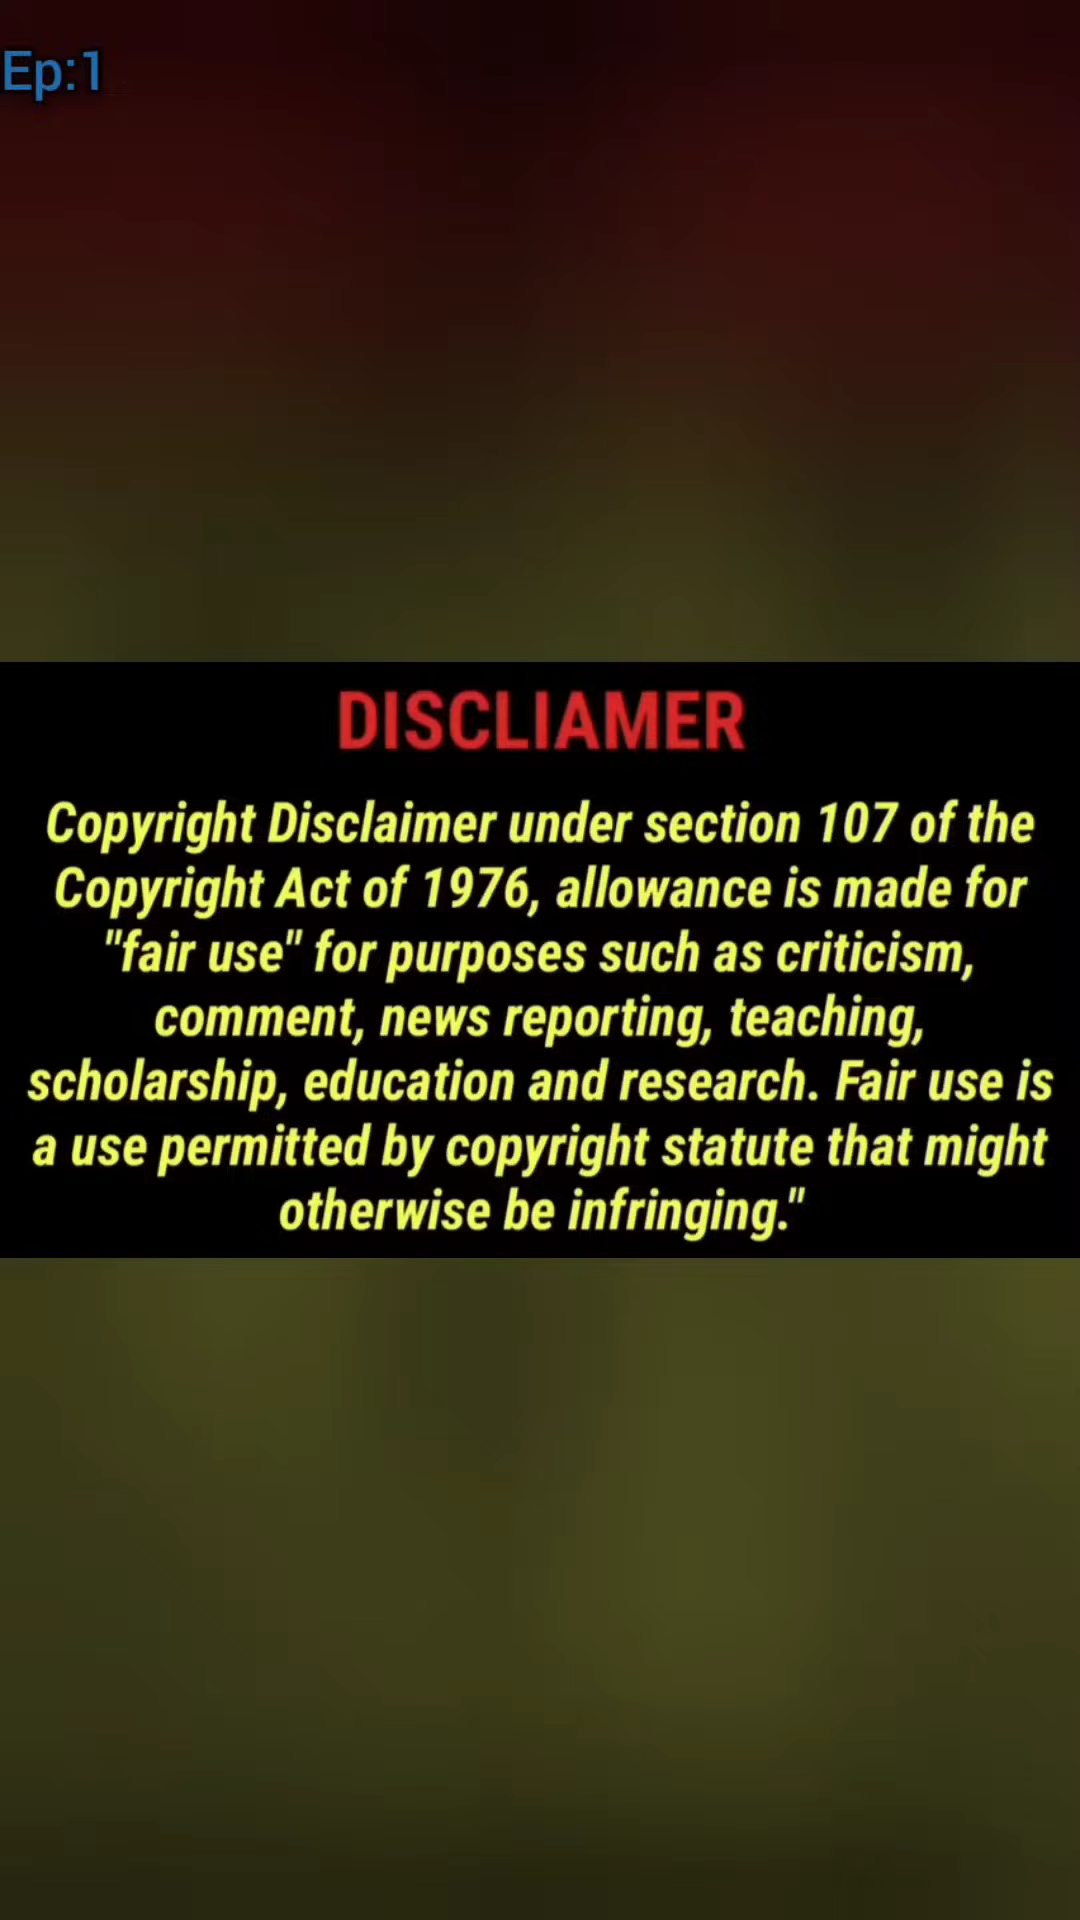 Ep:1
DISCLIAMER
Copyright Disclaimer under section 107 of the
Copyright Act of 1976, allowance is made for
"fair use" for purposes such as criticism,
comment, news reporting, teaching,
scholarship, education and research. Fair use is
a use permitted by copyright statute that might
otherwise be infringing."